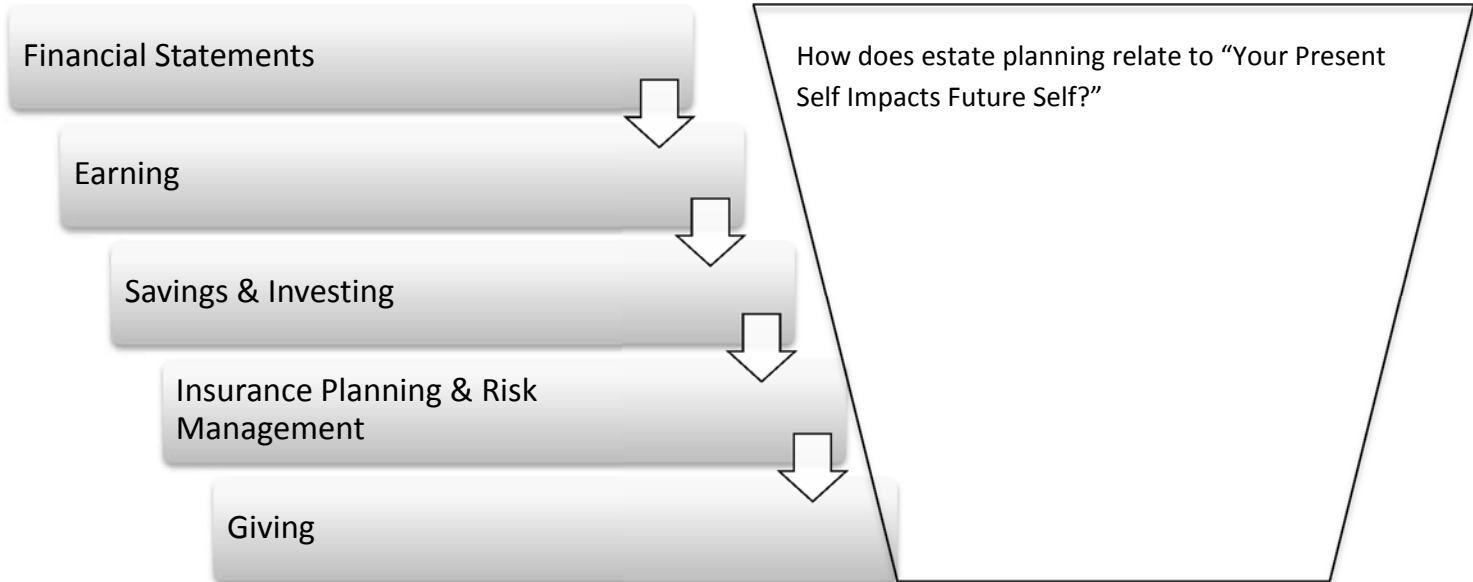 Financial Statements
Earning
Savings & Investing
Insurance Planning & Risk
Management
Giving
How does estate planning relate to “Your Present
Self Impacts Future Self?”